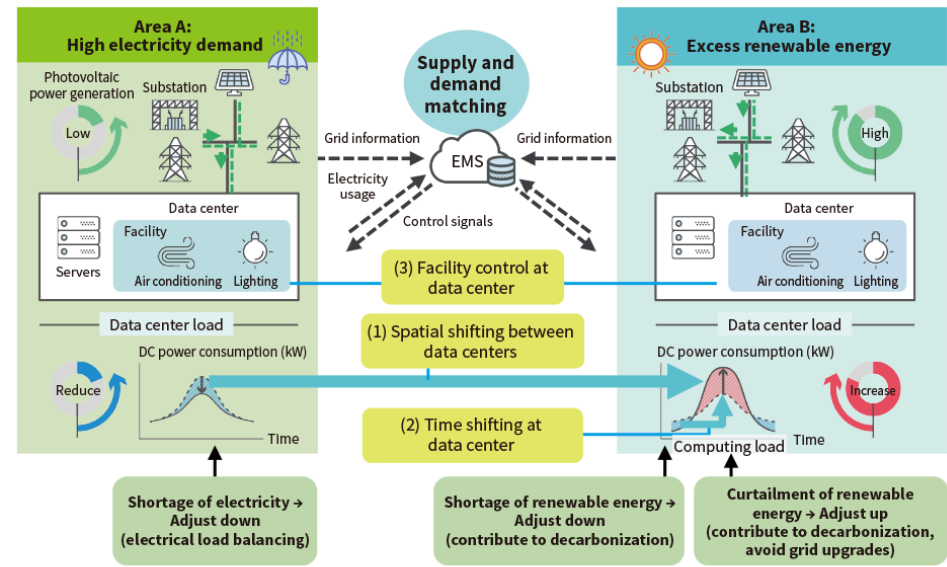 Area A:
High electricity demand
Photovoltaic
power generation
Substation
Low
Data center
Facility
Servers
Air conditioning
Lighting
Data center load
DC power consumption (kW)
Reduce
Time
Supply and
demand
matching
Grid information
EMS
Grid information
Electricity
usage
Control signals
(3) Facility control at
data center
(1) Spatial shifting between
data centers
(2) Time shifting at
data center
Area B:
Excess renewable energy
Substation
High
Data center
Facility
Air conditioning
Lighting
Data center load
DC power consumption (kW)
Increase
Computing load
Time
Shortage of electricity →
Adjust down
(electrical load balancing)
Shortage of renewable energy →
Adjust down
(contribute to decarbonization)
Curtailment of renewable
energy → Adjust up
(contribute to decarbonization,
avoid grid upgrades)